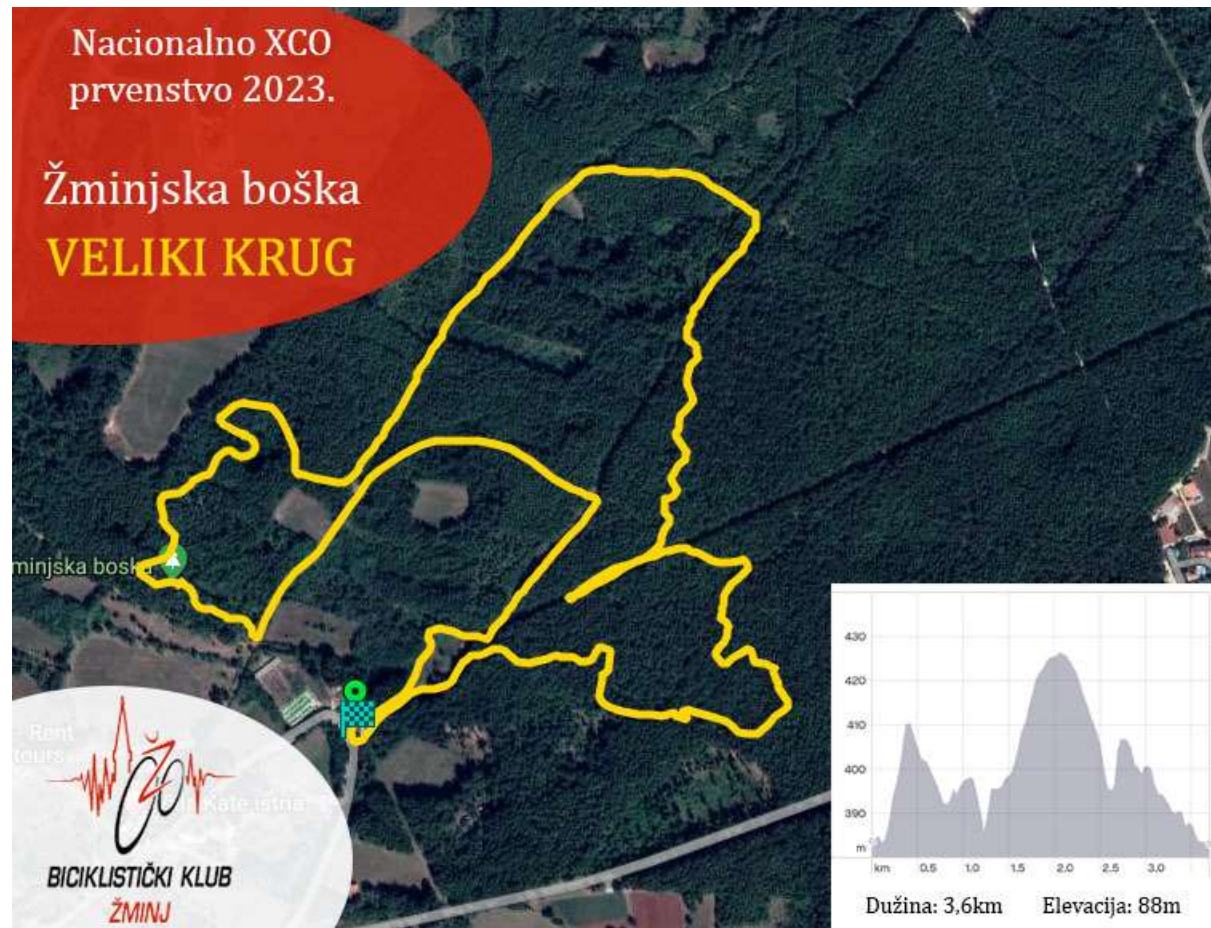 Nacionalno XCO
prvenstvo 2023.
Žminjska boška
VELIKI KRUG
minjska boška
Rent
tours
Kate istria
BICIKLISTIČKI KLUB
ŽMINJ
430
420
410
400
390
m
km
0.5
1.0
1.5
2.0
2.5
3.0
Dužina: 3,6km
Elevacija: 88m